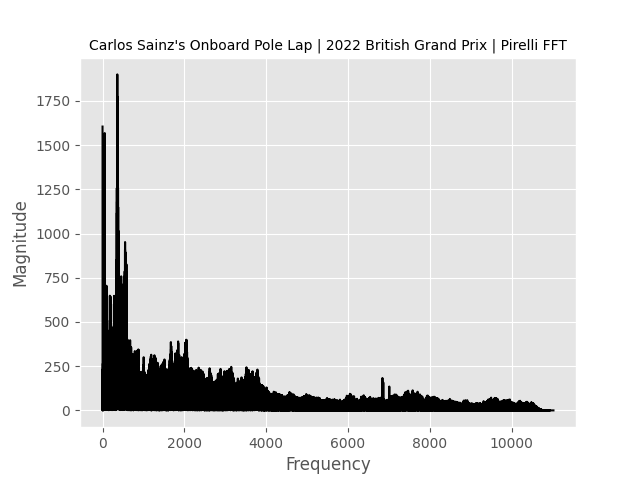 Carlos Sainz's Onboard Pole Lap | 2022 British Grand Prix | Pirelli FFT
1750
1500
1250
1000
750
500
250
0
Magnitude
0 2000 4000 6000 8000 10000
Frequency